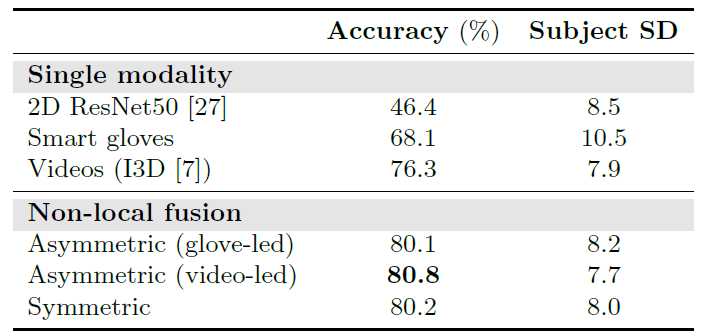 Accuracy (%) Subject SD
Single modality
2D ResNet50 [27] 46.4 8.5
Smart gloves 68.1 10.5
Videos (I3D [7]) 76.3 7.9
Non-local fusion
Asymmetric (glove-led) 80.1 8.2
Asymmetric (video-led) 80.8 7.7
Symmetric 80.2 8.0